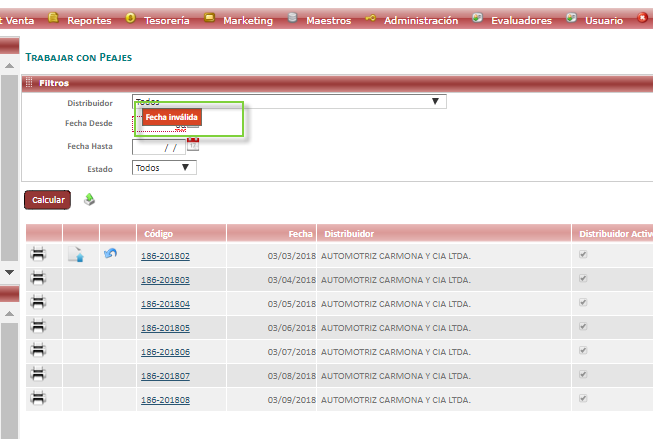 t Venta Reportes Tesorería Marketing Maestros Administración Evaluadores Usuario
TRABAJAR CON PEAJES
Filtros
Distribuidor Todos
Fecha inválida
Fecha Desde
Fecha Hasta / /
Estado Todos
Calcular
Código Fecha Distribuidor Distribuidor Activ
186-201802 03/03/2018 AUTOMOTRIZ CARMONA Y CIA LTDA.
186-201803 03/04/2018 AUTOMOTRIZ CARMONA Y CIA LTDA.
186-201804 03/05/2018 AUTOMOTRIZ CARMONA Y CIA LTDA.
186-201805 03/06/2018 AUTOMOTRIZ CARMONA Y CIA LTDA.
186-201806 03/07/2018 AUTOMOTRIZ CARMONA Y CIA LTDA.
186-201807 03/08/2018 AUTOMOTRIZ CARMONA Y CIA LTDA.
186-201808 03/09/2018 AUTOMOTRIZ CARMONA Y CIA LTDA.